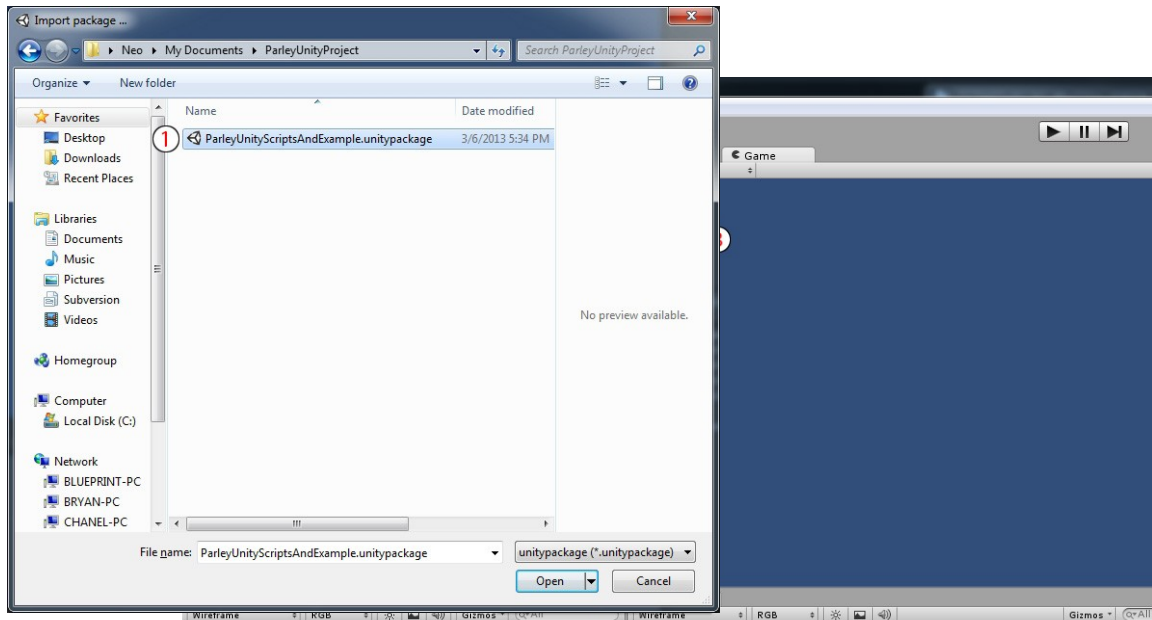 Import package ...
Neo ▸ My Documents ▸ ParleyUnityProject
Search ParleyUnityProject
Organize
New folder
Name
Date modified
1
ParleyUnityScriptsAndExample.unitypackage
3/6/2013 5:34 PM
Favorites
Desktop
Downloads
Recent Places
Libraries
Documents
Music
Pictures
Subversion
Videos
Homegroup
Computer
Local Disk (C:)
Network
BLUEPRINT-PC
BRYAN-PC
CHANEL-PC
No preview available.
File name:
ParleyUnityScriptsAndExample.unitypackage
unitypackage (*.unitypackage)
Open
Cancel
Game
Wireframe
RGB
Gizmos
All
Wireframe
RGB
Gizmos
All